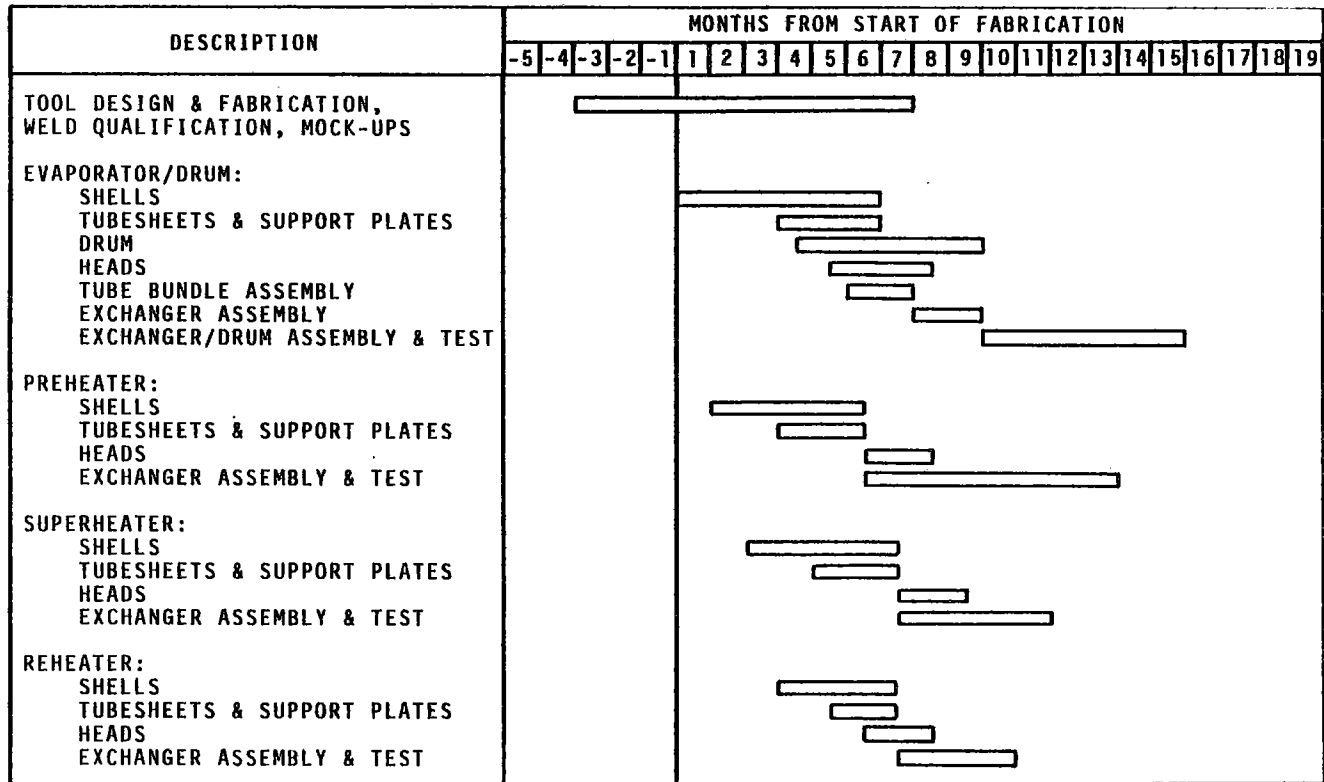 DESCRIPTION
MONTHS FROM START OF FABRICATION
-5 -4 -3 -2 -1 1 2 3 4 5 6 7 8 9 10 11 12 13 14 15 16 17 18 19
TOOL DESIGN & FABRICATION,
WELD QUALIFICATION, MOCK-UPS
EVAPORATOR/DRUM:
SHELLS
TUBESHEETS & SUPPORT PLATES
DRUM
HEADS
TUBE BUNDLE ASSEMBLY
EXCHANGER ASSEMBLY
EXCHANGER/DRUM ASSEMBLY & TEST
PREHEATER:
SHELLS
TUBESHEETS & SUPPORT PLATES
HEADS
EXCHANGER ASSEMBLY & TEST
SUPERHEATER:
SHELLS
TUBESHEETS & SUPPORT PLATES
HEADS
EXCHANGER ASSEMBLY & TEST
REHEATER:
SHELLS
TUBESHEETS & SUPPORT PLATES
HEADS
EXCHANGER ASSEMBLY & TEST